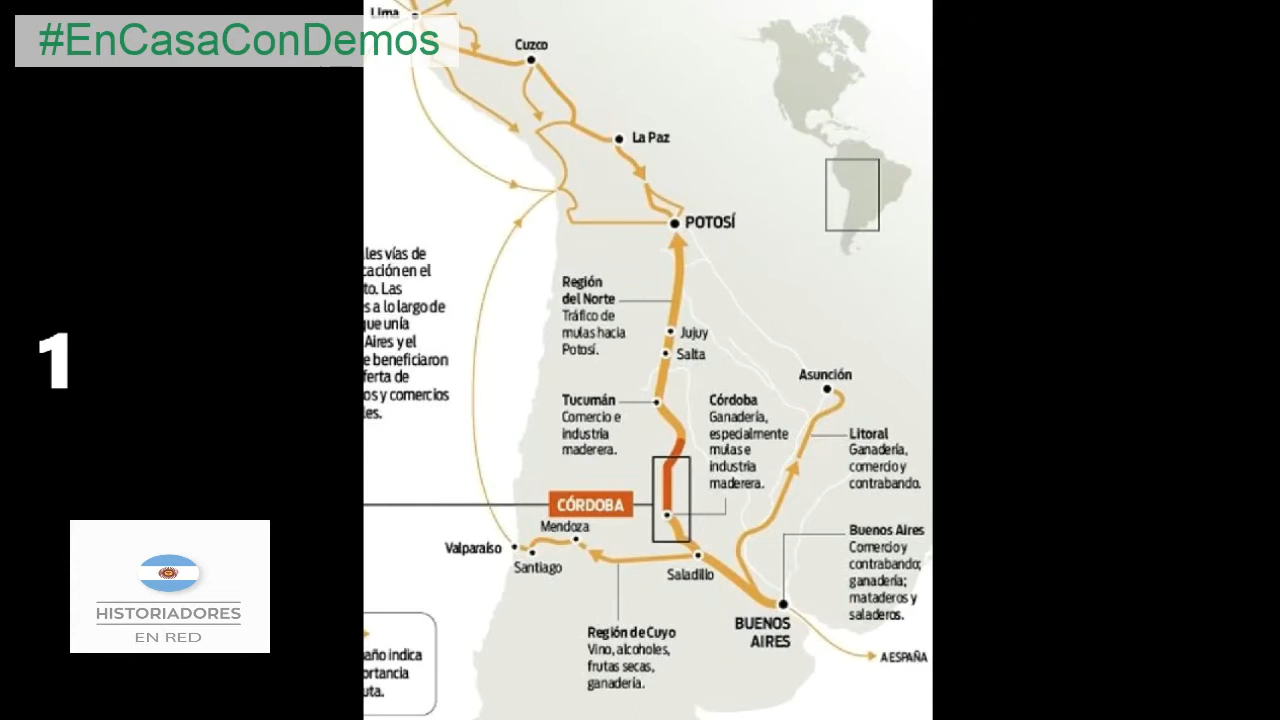 #EnCasaConDemos
Lima
Cuzco
La Paz
POTOSÍ
les vías de
cación en el
to. Las
s a lo largo de
que unía
Aires y el
e beneficiaron
ferta de
os y comercios
les.
Región
del Norte
Tráfico de
mulas hacia
Potosí.
Jujuy
Salta
Asunción
1
Tucumán
Comercio e
industria
maderera.
Córdoba
Ganadería,
especialmente
mulas e
industria
maderera.
Litoral
Ganadería,
comercio y
contrabando.
CÓRDOBA
Mendoza
Valparaíso
Santiago
Saladillo
Buenos Aires
Comercio y
contrabando;
ganadería;
mataderos y
saladeros.
HISTORIADORES
EN RED
BUENOS
AIRES
Región de Cuyo
Vino, alcoholes,
frutas secas,
ganadería.
A ESPAÑA
año indica
ortancia
uta.